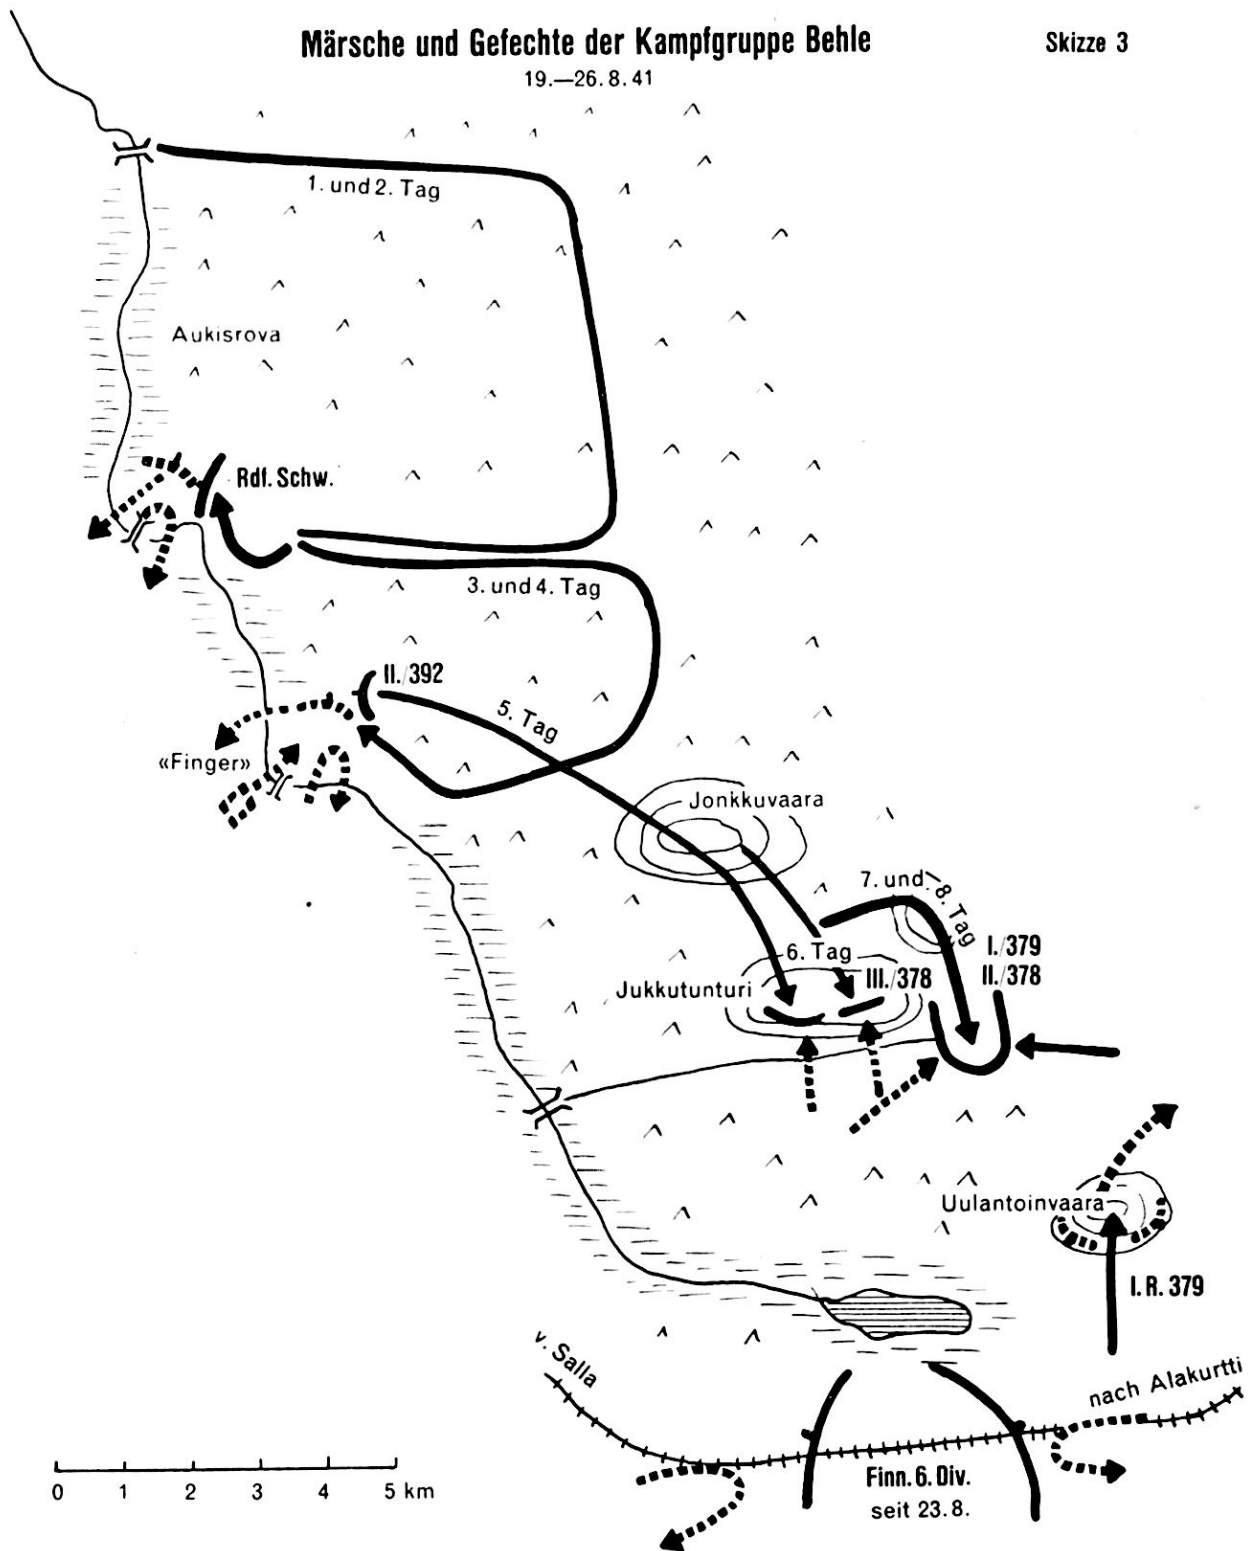 Märsche und Gefechte der Kampfgruppe Behle
Skizze 3
19.—26.8.41
1. und 2. Tag
Aukisrova
Rdf. Schw.
3. und 4. Tag
II./392
5. Tag
«Finger»
Jonkkuvaara
7. und 8. Tag
I./379
6. Tag
III./378
II./378
Jukkutunturi
Uulantoinvaara
I.R. 379
v. Salla
nach Alakurtti
Finn. 6. Div.
seit 23.8.
0 1 2 3 4 5 km